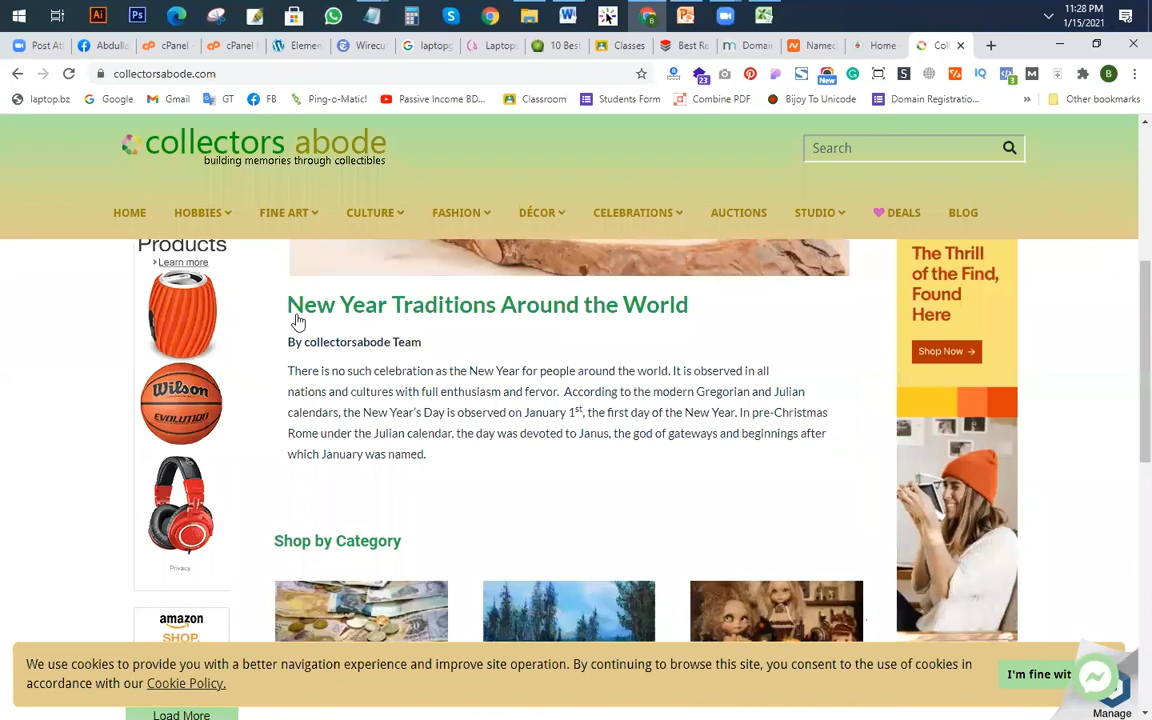 11:28 PM
1/15/2021
Post At
Abdulla
cPanel
cPanel
Elemen
Wirecu
laptop
Laptop
10 Best
Classes
Best Re
Domai
Namec
Home
Coll
collectorsabode.com
laptop.bz
Google
Gmail
GT
FB
Ping-o-Matic!
Passive Income BD...
Classroom
Students Form
Combine PDF
Bijoy To Unicode
Domain Registratio...
Other bookmarks
collectors abode
building memories through collectibles
Search
HOME
HOBBIES
FINE ART
CULTURE
FASHION
DÉCOR
CELEBRATIONS
AUCTIONS
STUDIO
DEALS
BLOG
Products
Learn more
Wilson
EVOLUTION
Privacy
amazon
SHOP.
Load More
New Year Traditions Around the World
By collectorsabode Team
There is no such celebration as the New Year for people around the world. It is observed in all
nations and cultures with full enthusiasm and fervor. According to the modern Gregorian and Julian
calendars, the New Year's Day is observed on January 1st, the first day of the New Year. In pre-Christmas
Rome under the Julian calendar, the day was devoted to Janus, the god of gateways and beginnings after
which January was named.
Shop by Category
The Thrill
of the Find,
Found
Here
Shop Now →
We use cookies to provide you with a better navigation experience and improve site operation. By continuing to browse this site, you consent to the use of cookies in
accordance with our Cookie Policy.
I'm fine wit
Manage